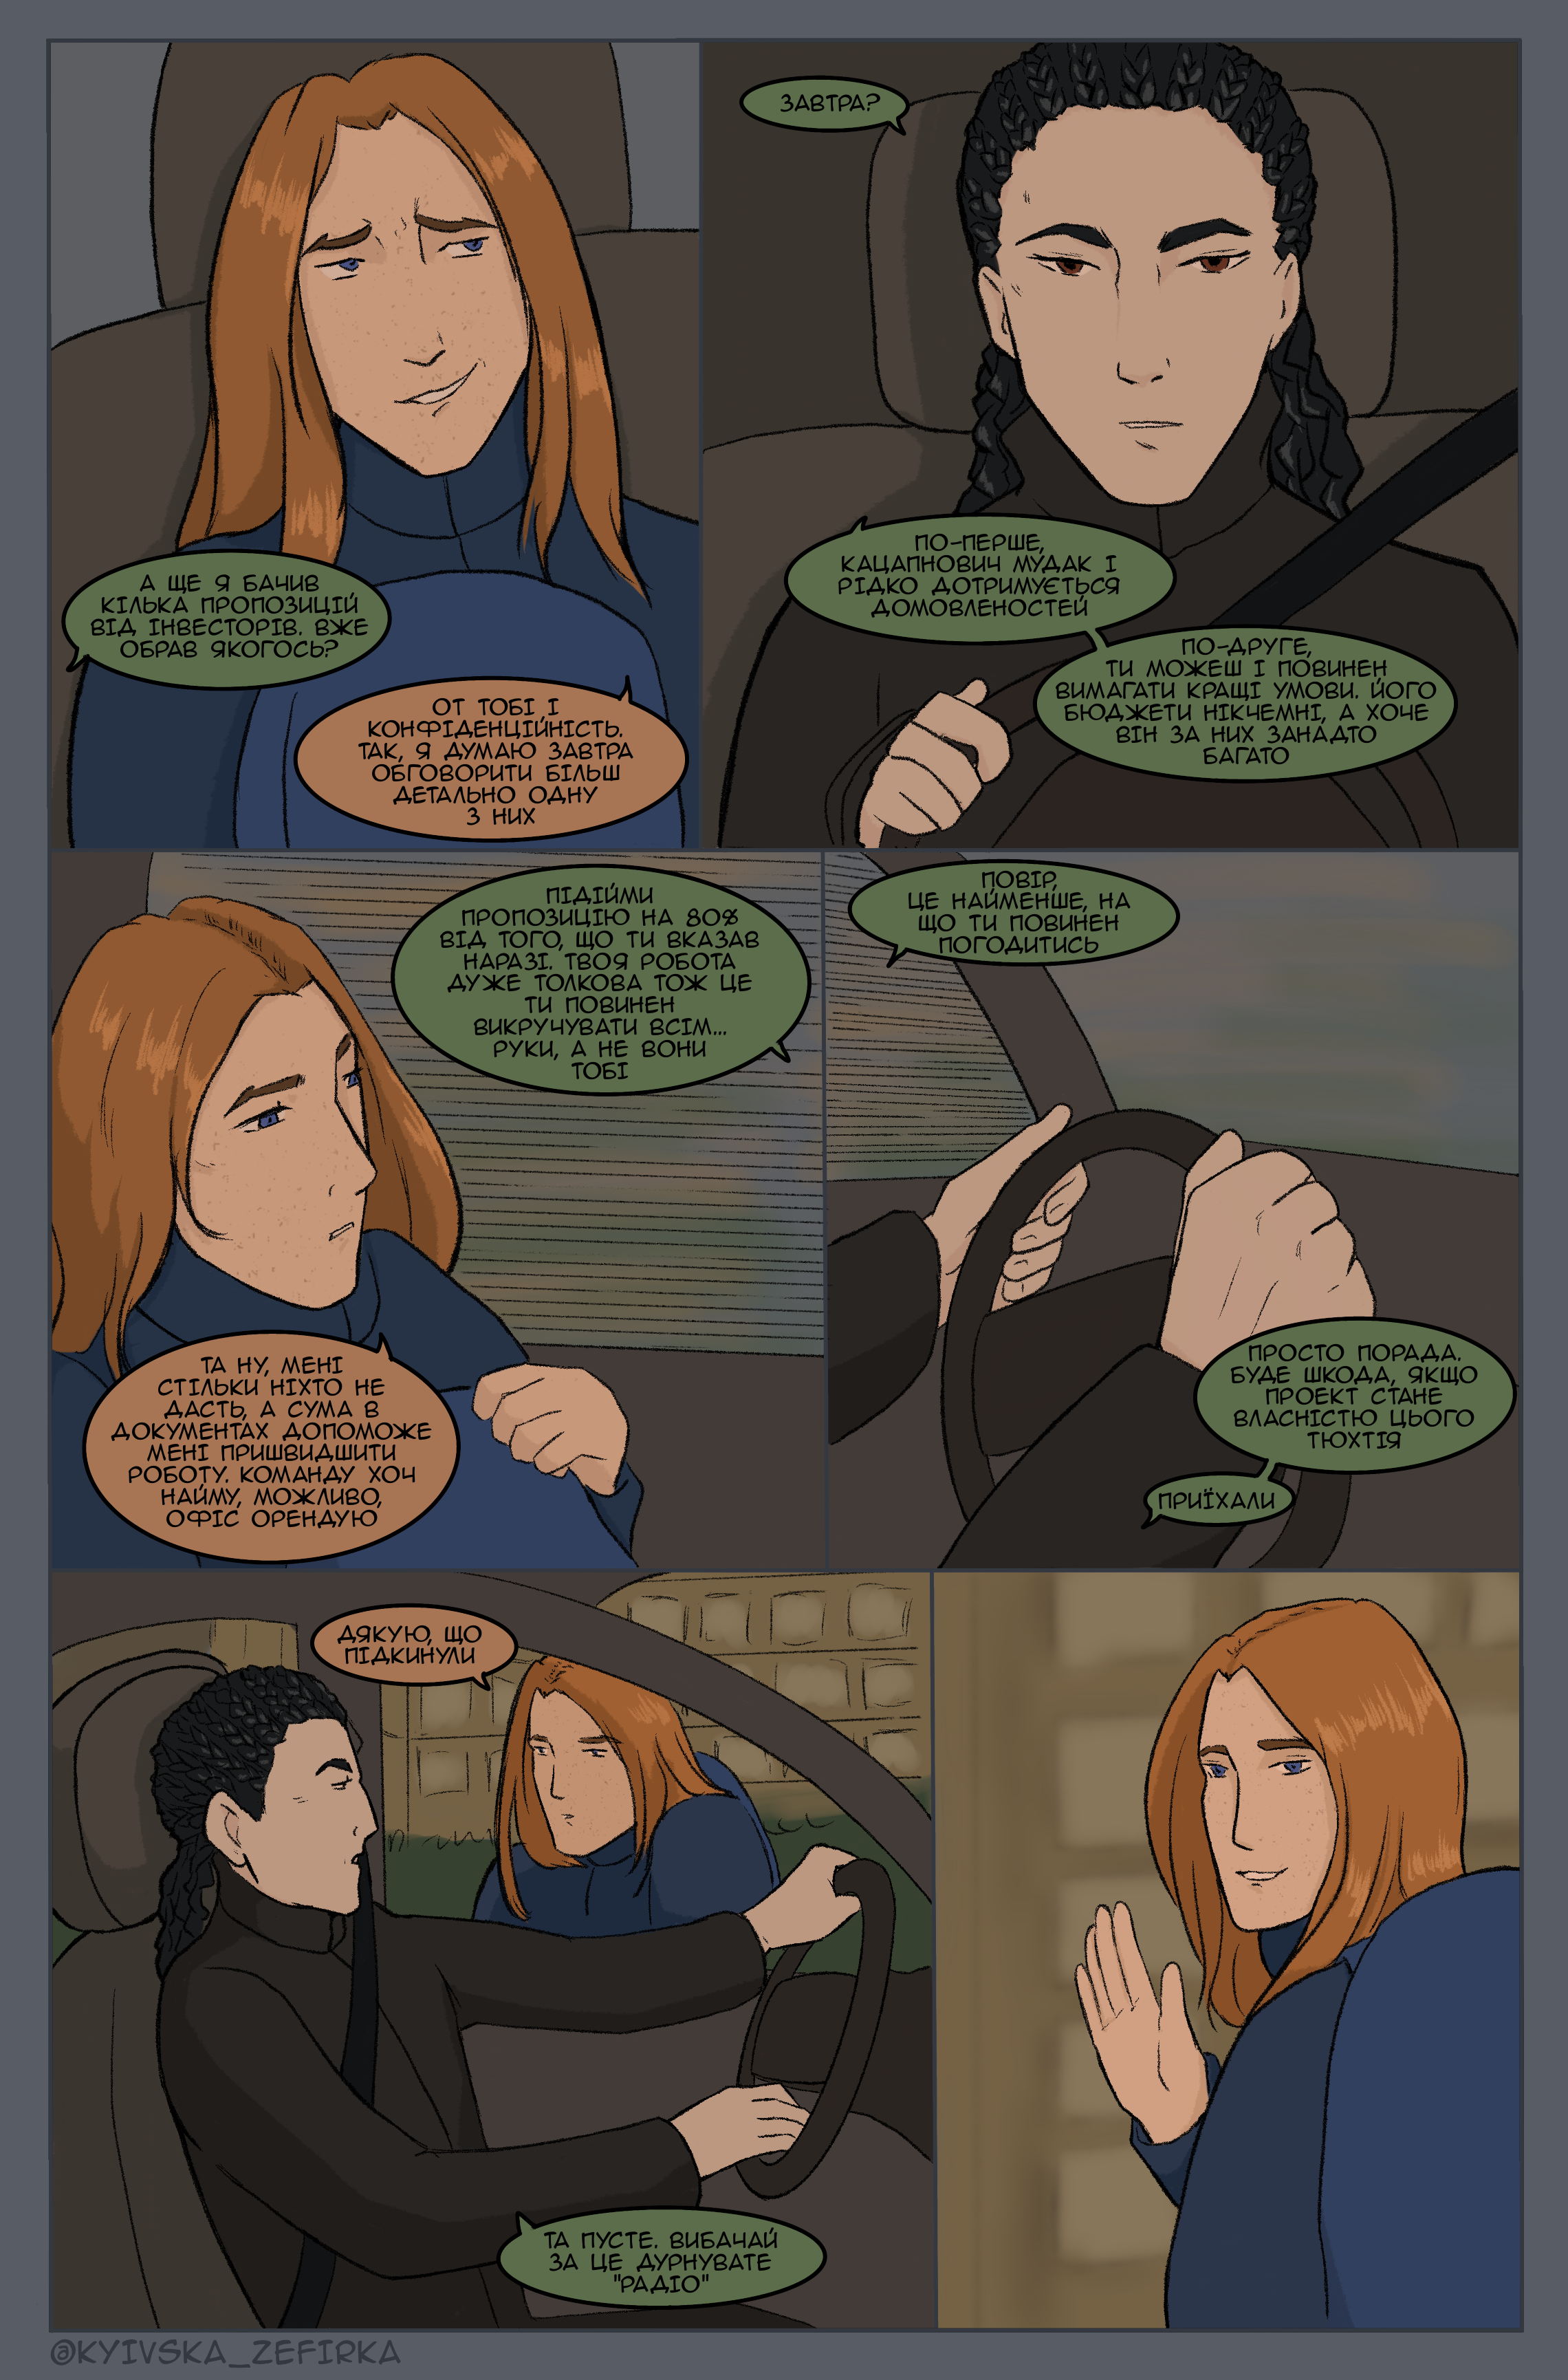 А ЩЕ Я БАЧИВ
КІЛЬКА ПРОПОЗИЦІЙ
ВІД ІНВЕСТОРІВ. ВЖЕ
ОБРАВ ЯКОГОСЬ?
ОТ ТОБІ І
КОНФІДЕНЦІЙНІСТЬ.
ТАК, Я ДУМАЮ ЗАВТРА
ОБГОВОРИТИ БІЛЬШ
ДЕТАЛЬНО ОДНУ
З НИХ
ЗАВТРА?
ПО-ПЕРШЕ,
КАЦАПНОВИЧ МУДАК І
РІДКО ДОТРИМУЄТЬСЯ
ДОМОВЛЕНОСТЕЙ
ПО-ДРУГЕ,
ТИ МОЖЕШ І ПОВИНЕН
ВИМАГАТИ КРАЩІ УМОВИ. ЙОГО
БЮДЖЕТИ НІКЧЕМНІ, А ХОЧЕ
ВІН ЗА НИХ ЗАНАДТО
БАГАТО
ПІДІЙМИ
ПРОПОЗИЦІЮ НА 80%
ВІД ТОГО, ЩО ТИ ВКАЗАВ
НАРАЗІ. ТВОЯ РОБОТА
ДУЖЕ ТОЛКОВА ТОЖ ЦЕ
ТИ ПОВИНЕН
ВИКРУЧУВАТИ ВСІМ...
РУКИ, А НЕ ВОНИ
ТОБІ
ТА НУ, МЕНІ
СТІЛЬКИ НІХТО НЕ
ДАСТЬ, А СУМА В
ДОКУМЕНТАХ ДОПОМОЖЕ
МЕНІ ПРИШВИДШИТИ
РОБОТУ. КОМАНДУ ХОЧ
НАЙМУ, МОЖЛИВО,
ОФІС ОРЕНДУЮ
ПОВІР,
ЦЕ НАЙМЕНШЕ, НА
ЩО ТИ ПОВИНЕН
ПОГОДИТИСЬ
ПРОСТО ПОРАДА.
БУДЕ ШКОДА, ЯКЩО
ПРОЕКТ СТАНЕ
ВЛАСНІСТЮ ЦЬОГО
ТЮХТІЯ
ПРИЇХАЛИ
ДЯКУЮ, ЩО
ПІДКИНУЛИ
ТА ПУСТЕ. ВИБАЧАЙ
ЗА ЦЕ ДУРНУВАТЕ
"РАДІО"
@KYIVSKA_ZEFIRKA